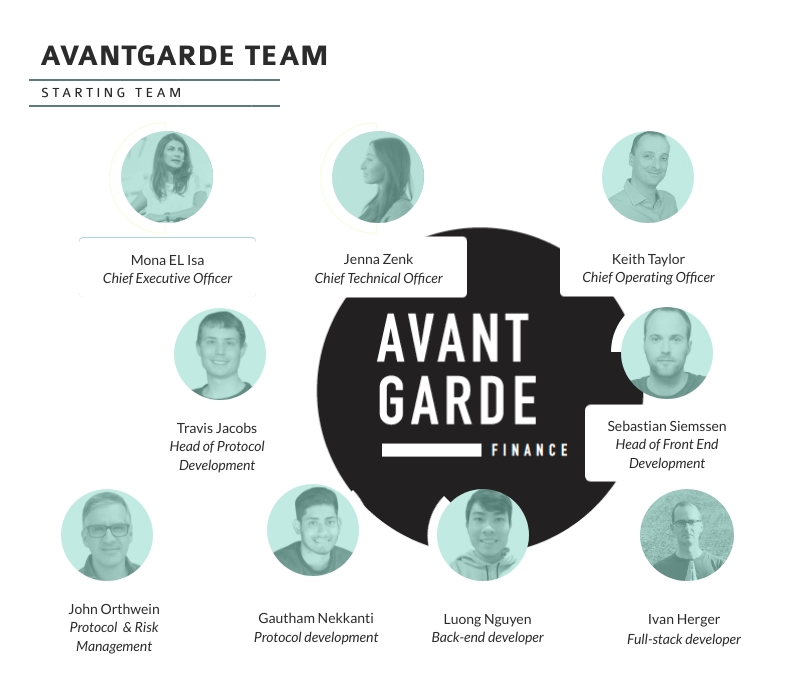 AVANTGARDE TEAM
STARTING TEAM
Mona EL Isa
Chief Executive Officer
Jenna Zenk
Chief Technical Officer
Keith Taylor
Chief Operating Officer
AVANT
GARDE
FINANCE
Travis Jacobs
Head of Protocol
Development
Sebastian Siemssen
Head of Front End
Development
John Orthwein
Protocol & Risk
Management
Gautham Nekkanti
Protocol development
Luong Nguyen
Back-end developer
Ivan Herger
Full-stack developer